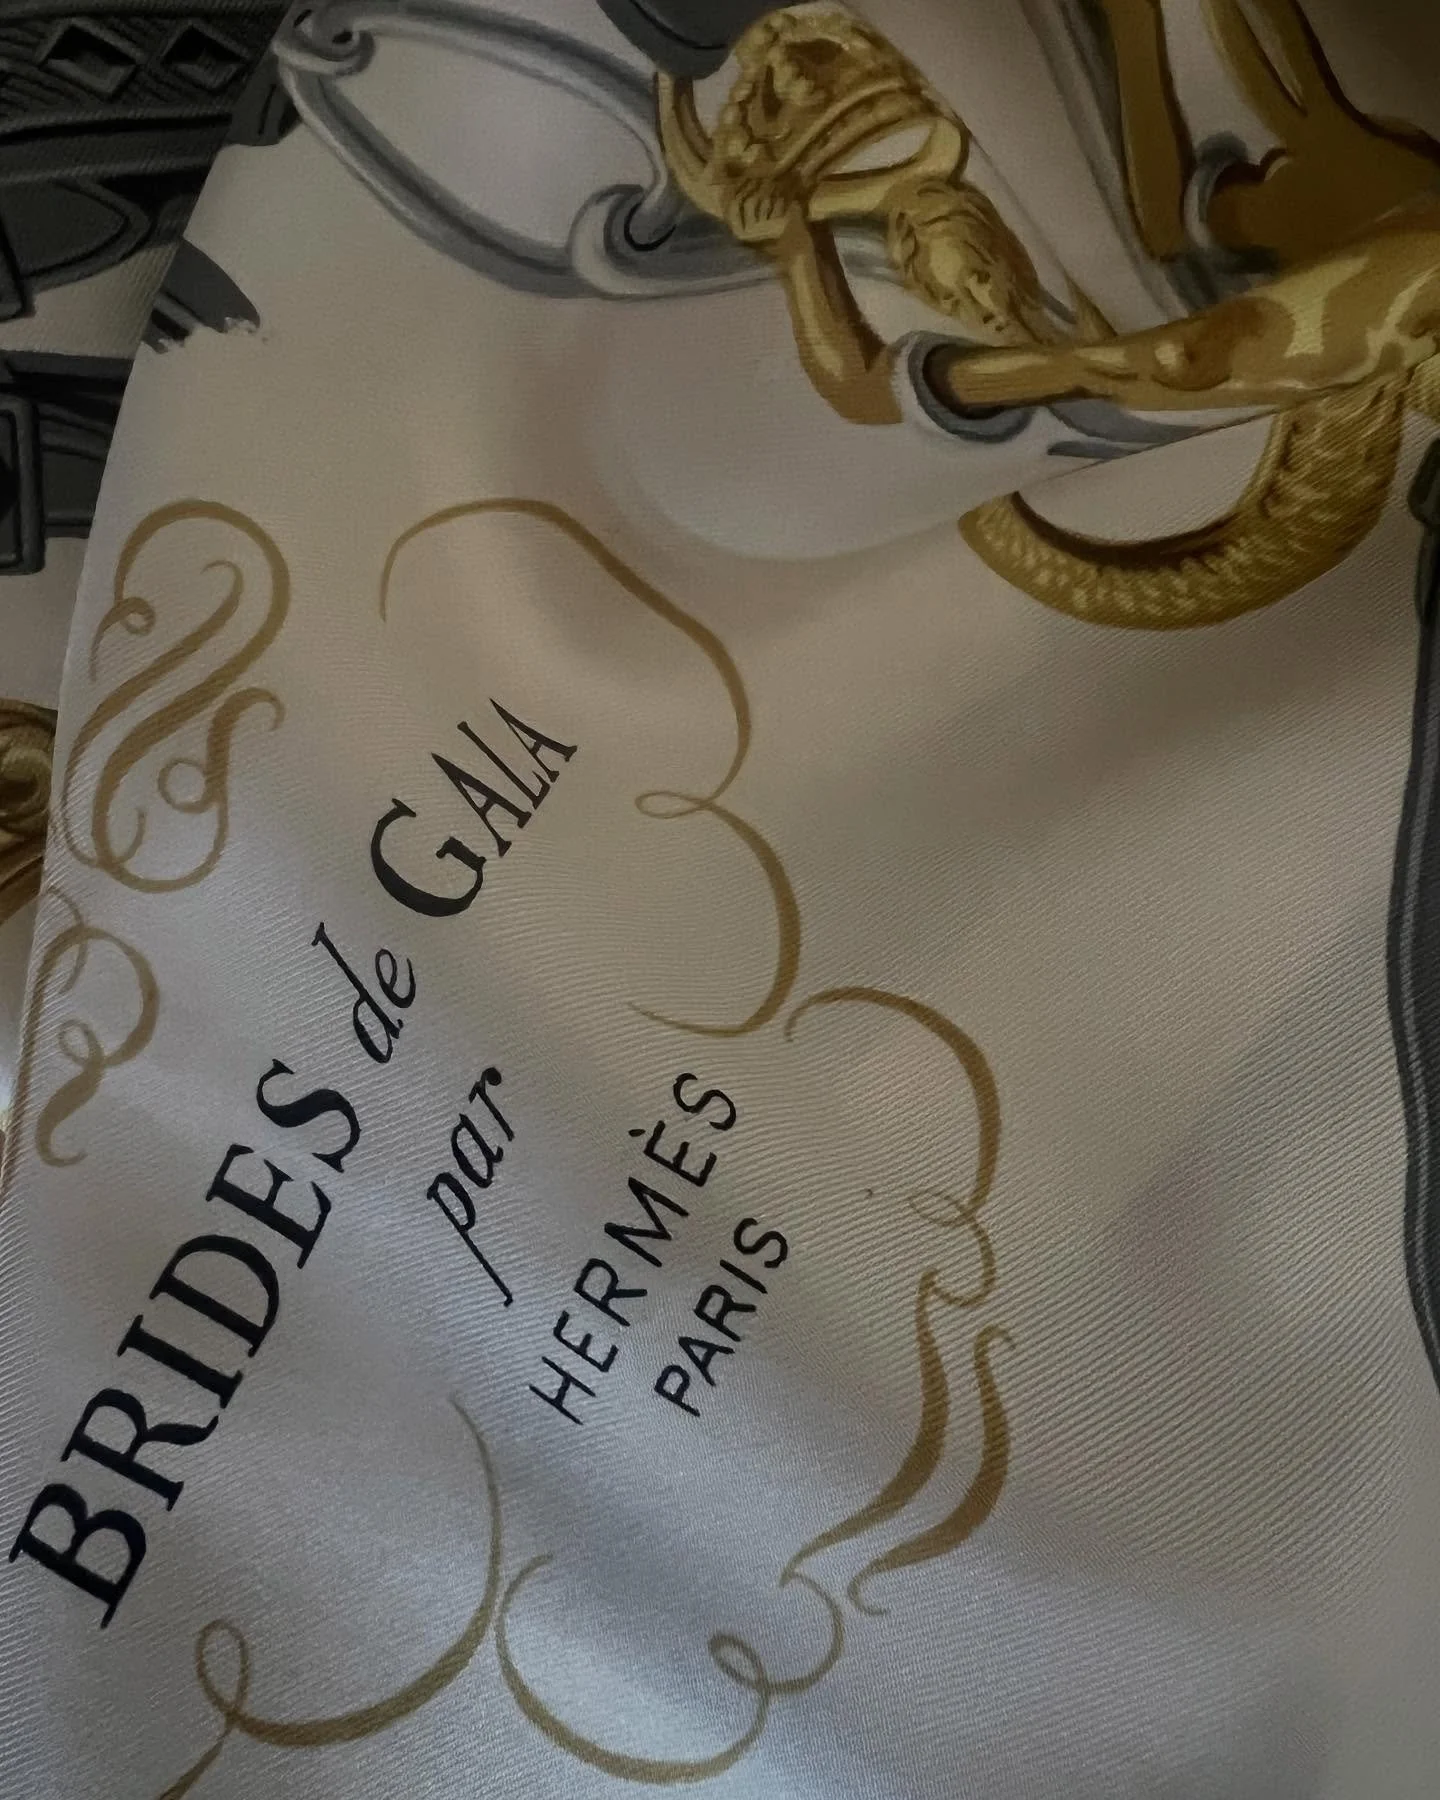 BRIDES de GALA
par
HERMÈS
PARIS